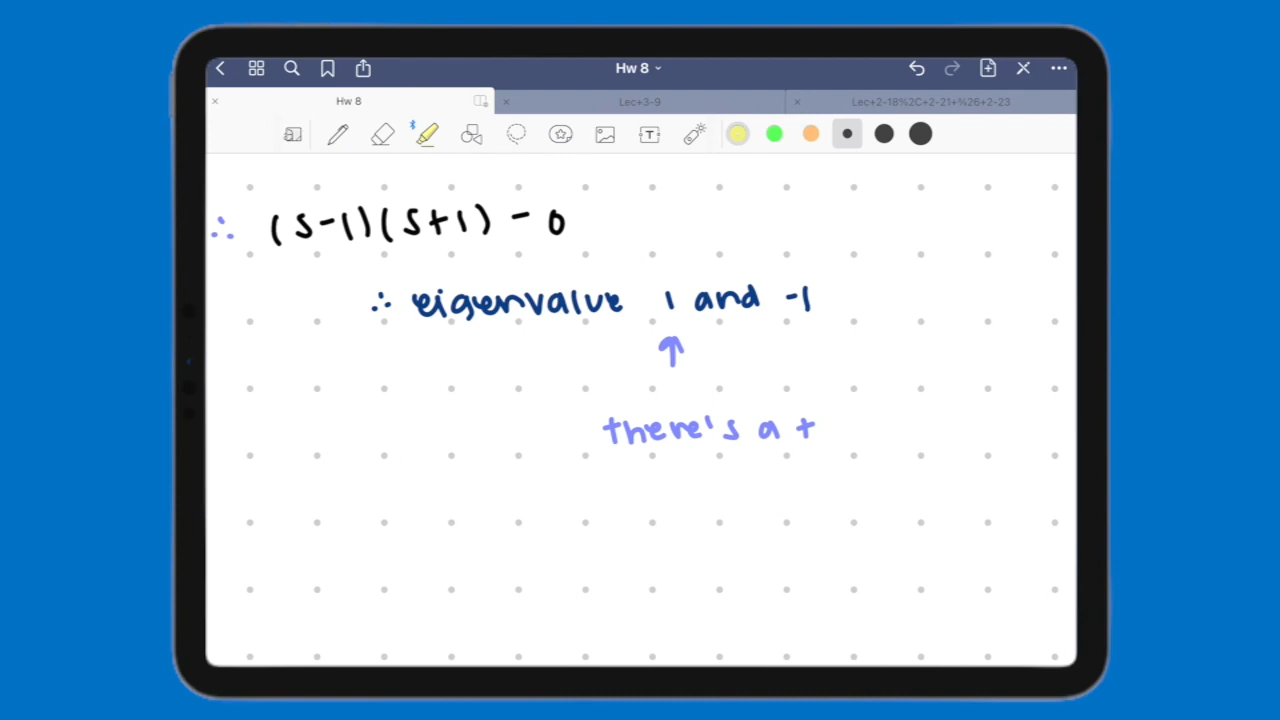 Hw 8
Hw 8
Lec+3-9
Lec+2-18%2C+2-21+%26+2-23
T
∴ (s-1)(s+1) - 0
∴ eigenvalue 1 and -1
↑
there's a +